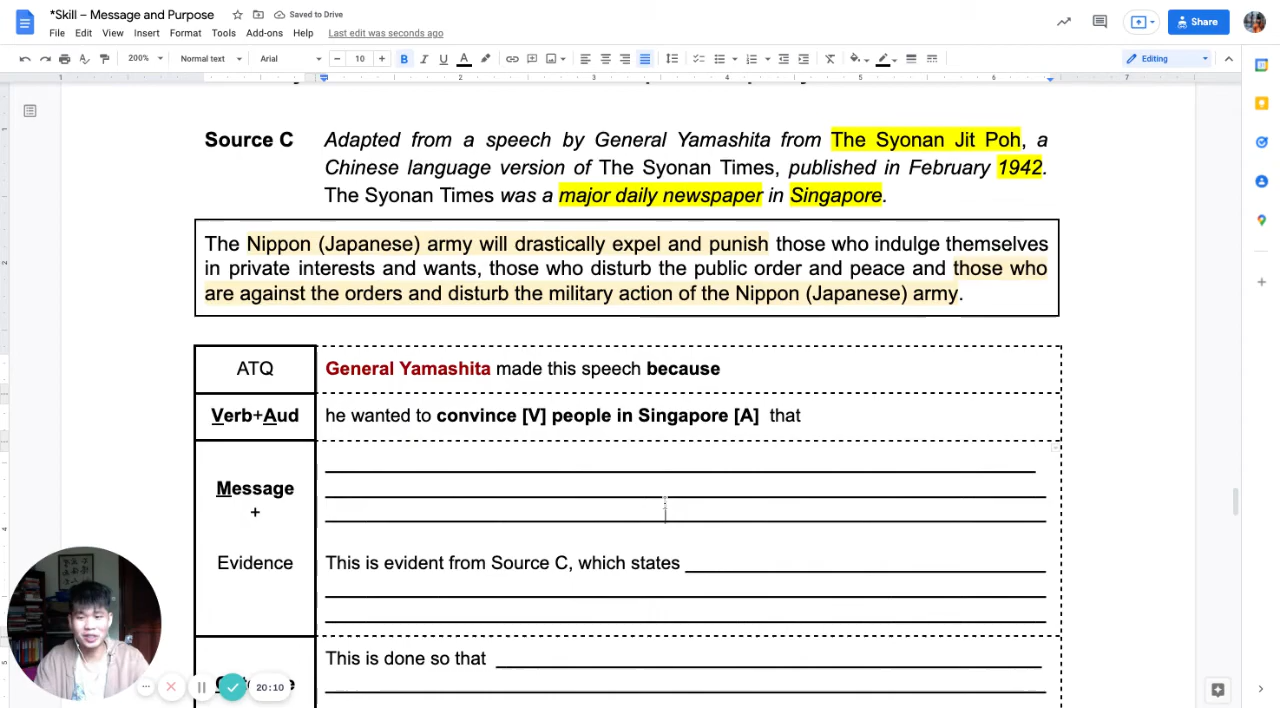 *Skill – Message and Purpose
Saved to Drive
File Edit View Insert Format Tools Add-ons Help Last edit was seconds ago
Share
200% Normal text Arial 10 B I U A Editing
1 2 3 4 5 6 7
Source C Adapted from a speech by General Yamashita from The Syonan Jit Poh, a
Chinese language version of The Syonan Times, published in February 1942.
The Syonan Times was a major daily newspaper in Singapore.
The Nippon (Japanese) army will drastically expel and punish those who indulge themselves
in private interests and wants, those who disturb the public order and peace and those who
are against the orders and disturb the military action of the Nippon (Japanese) army.
ATQ General Yamashita made this speech because
Verb+Aud he wanted to convince [V] people in Singapore [A] that
Message
+
Evidence This is evident from Source C, which states
This is done so that
20:10